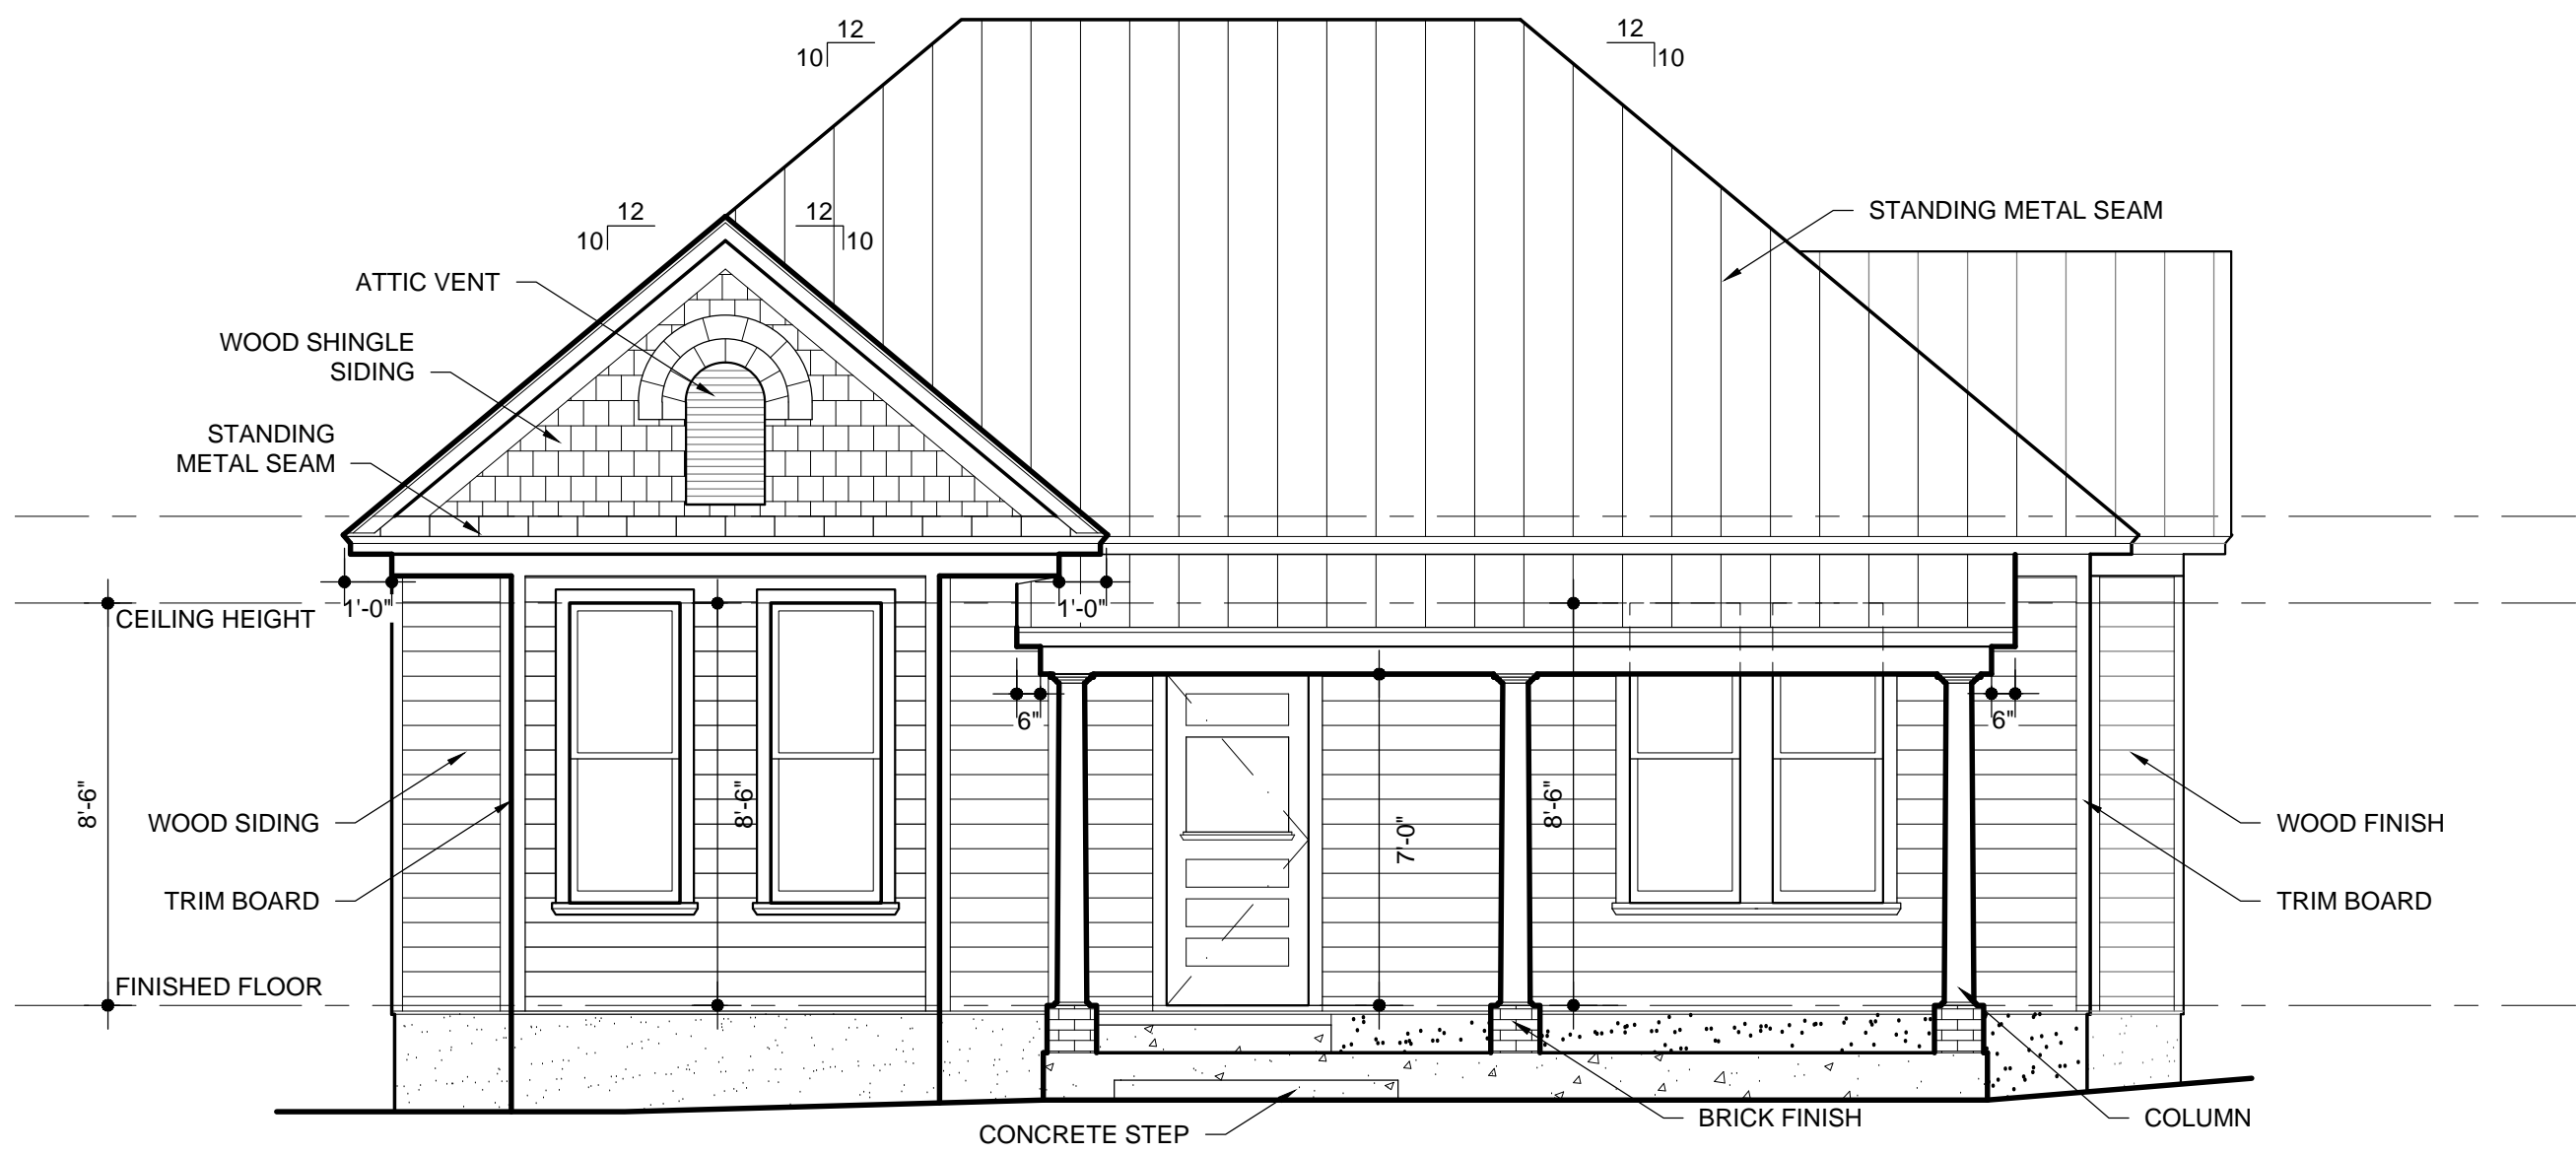 12
10
12
10
12
10
12
10
STANDING METAL SEAM
ATTIC VENT
WOOD SHINGLE
SIDING
STANDING
METAL SEAM
1'-0"
1'-0"
CEILING HEIGHT
6"
6"
8'-6"
8'-6"
8'-6"
7'-0"
WOOD SIDING
WOOD FINISH
TRIM BOARD
TRIM BOARD
FINISHED FLOOR
BRICK FINISH
COLUMN
CONCRETE STEP